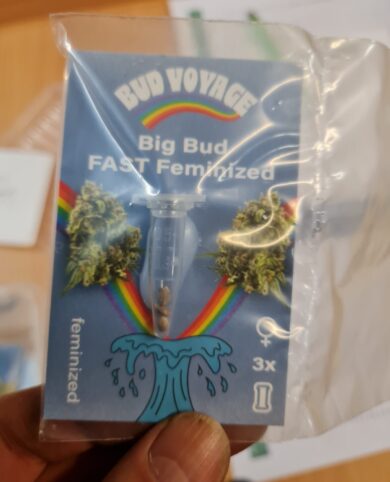 BUD VOYAGE
Big Bud
FAST Feminized
feminized
3x